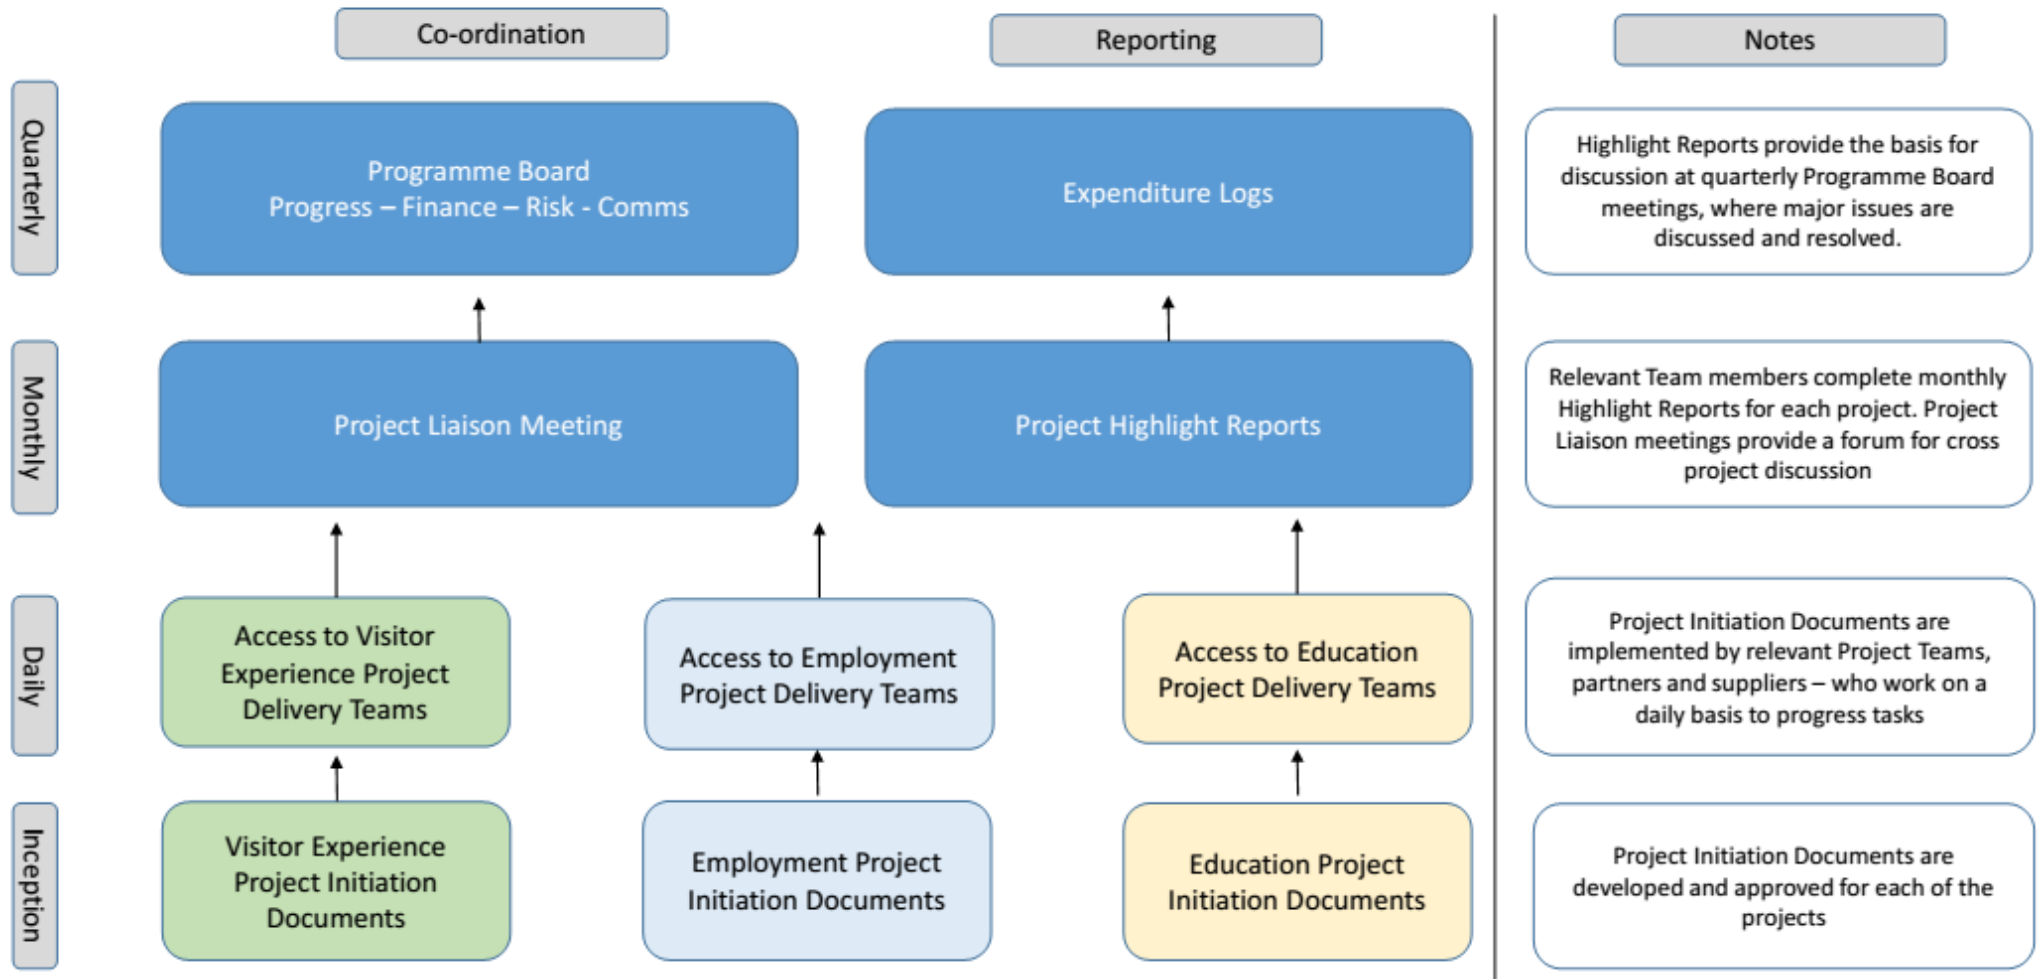 Co-ordination
Reporting
Notes
Quarterly
Programme Board
Progress – Finance – Risk - Comms
Expenditure Logs
Highlight Reports provide the basis for
discussion at quarterly Programme Board
meetings, where major issues are
discussed and resolved.
Monthly
Project Liaison Meeting
Project Highlight Reports
Relevant Team members complete monthly
Highlight Reports for each project. Project
Liaison meetings provide a forum for cross
project discussion
Daily
Access to Visitor
Experience Project
Delivery Teams
Access to Employment
Project Delivery Teams
Access to Education
Project Delivery Teams
Project Initiation Documents are
implemented by relevant Project Teams,
partners and suppliers – who work on a
daily basis to progress tasks
Inception
Visitor Experience
Project Initiation
Documents
Employment Project
Initiation Documents
Education Project
Initiation Documents
Project Initiation Documents are
developed and approved for each of the
projects